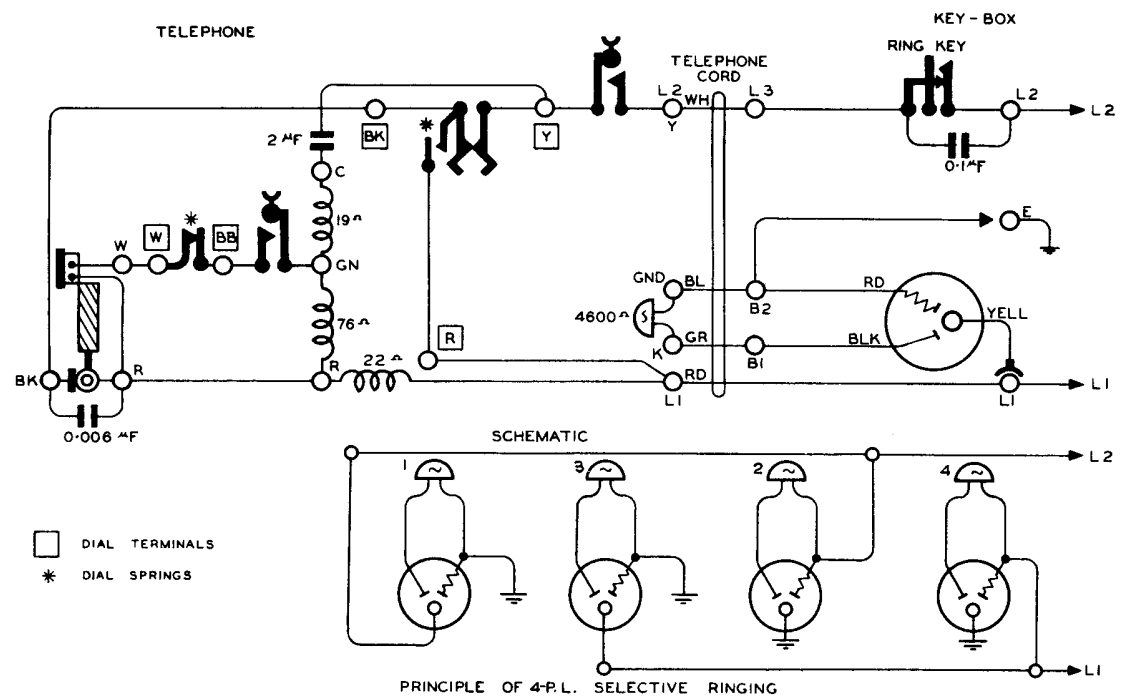 TELEPHONE
KEY-BOX
RING KEY
TELEPHONE
CORD
L2
WH
L3
L2
L2
Y
BK
*
Y
2 µF
0·1µF
C
19Ω
*
E
W
W
BB
GN
GND
BL
RD
B2
4600Ω
YELL
76Ω
R
K
GR
BLK
B1
BK
R
R
22Ω
RD
L1
L1
L1
0·006 µF
SCHEMATIC
1
3
2
4
L2
DIAL TERMINALS
* DIAL SPRINGS
L1
PRINCIPLE OF 4-P.L. SELECTIVE RINGING